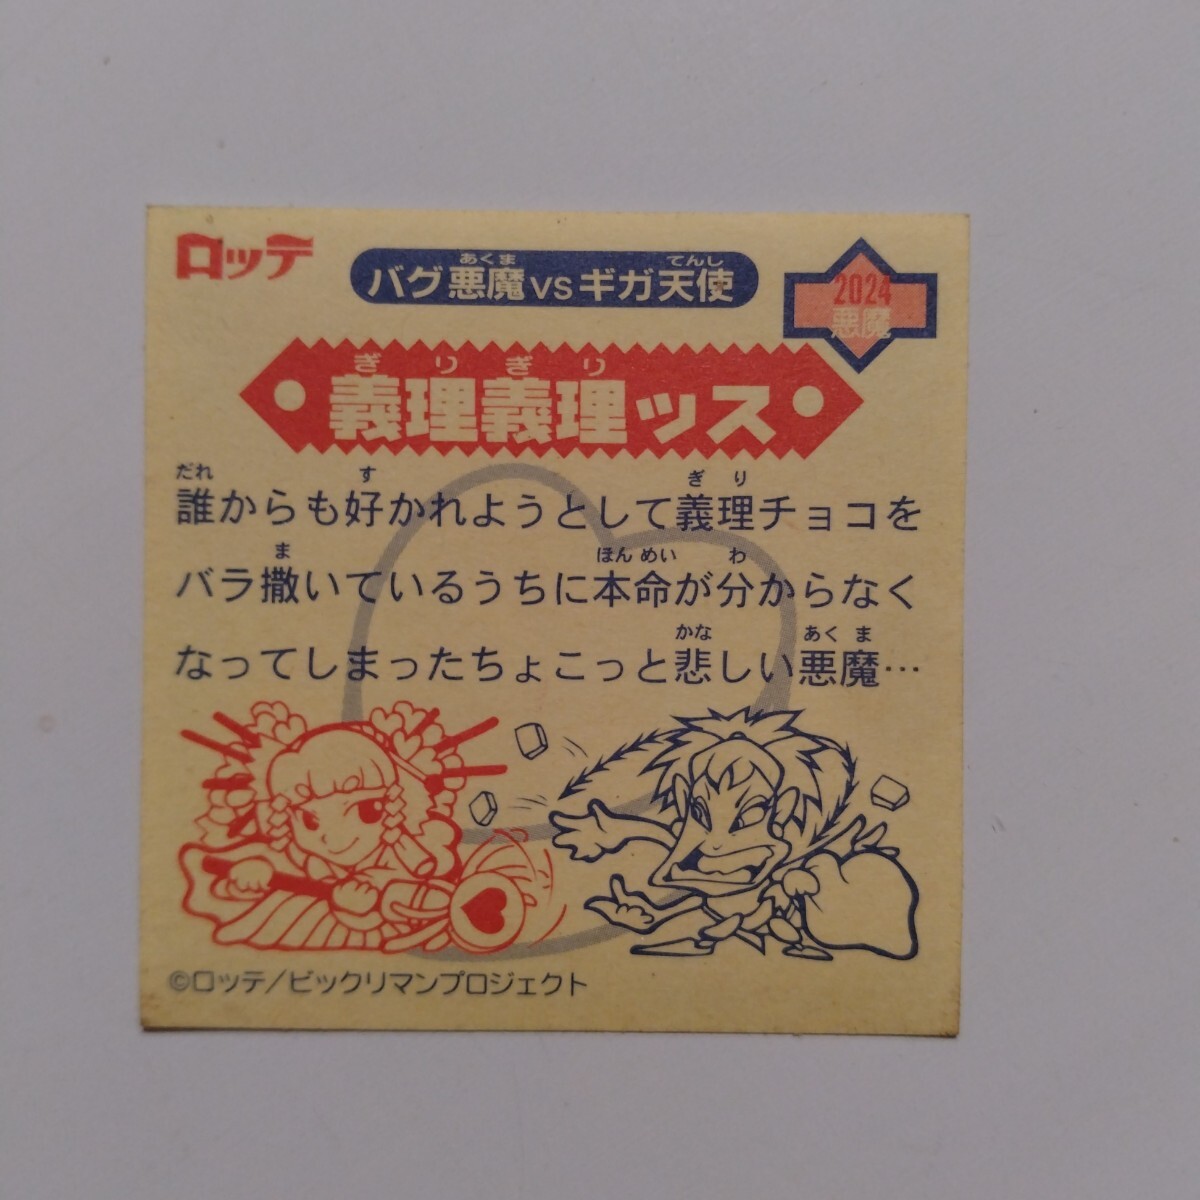 ロッテ
あくま てんし
バグ悪魔vsギガ天使
2024
悪魔
ぎりぎり
義理義理ッス
だれ す ぎり
誰からも好かれようとして義理チョコを
ま ほんめい わ
バラ撒いているうちに本命が分からなく
かな あくま
なってしまったちょこっと悲しい悪魔…
©ロッテ/ビックリマンプロジェクト